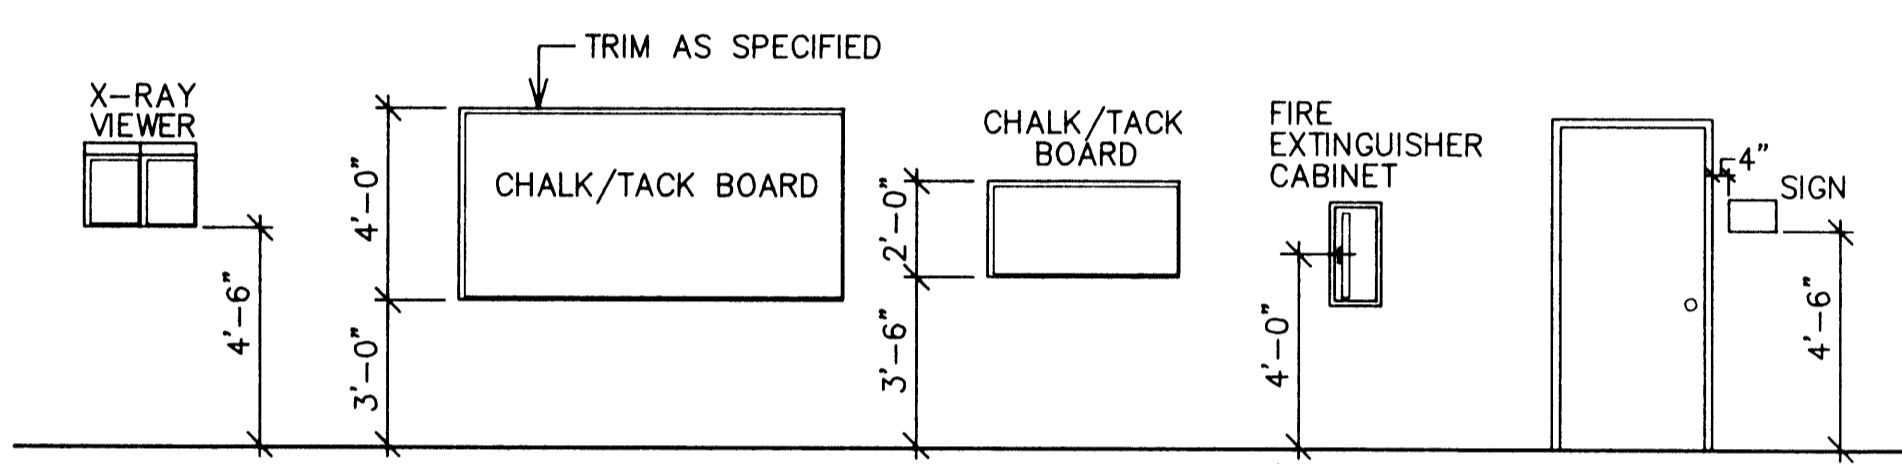 TRIM AS SPECIFIED
X-RAY
VIEWER
4'-6"
4'-0"
3'-0"
CHALK/TACK BOARD
CHALK/TACK
BOARD
2'-0"
3'-6"
FIRE
EXTINGUISHER
CABINET
4'-0"
4"
SIGN
4'-6"